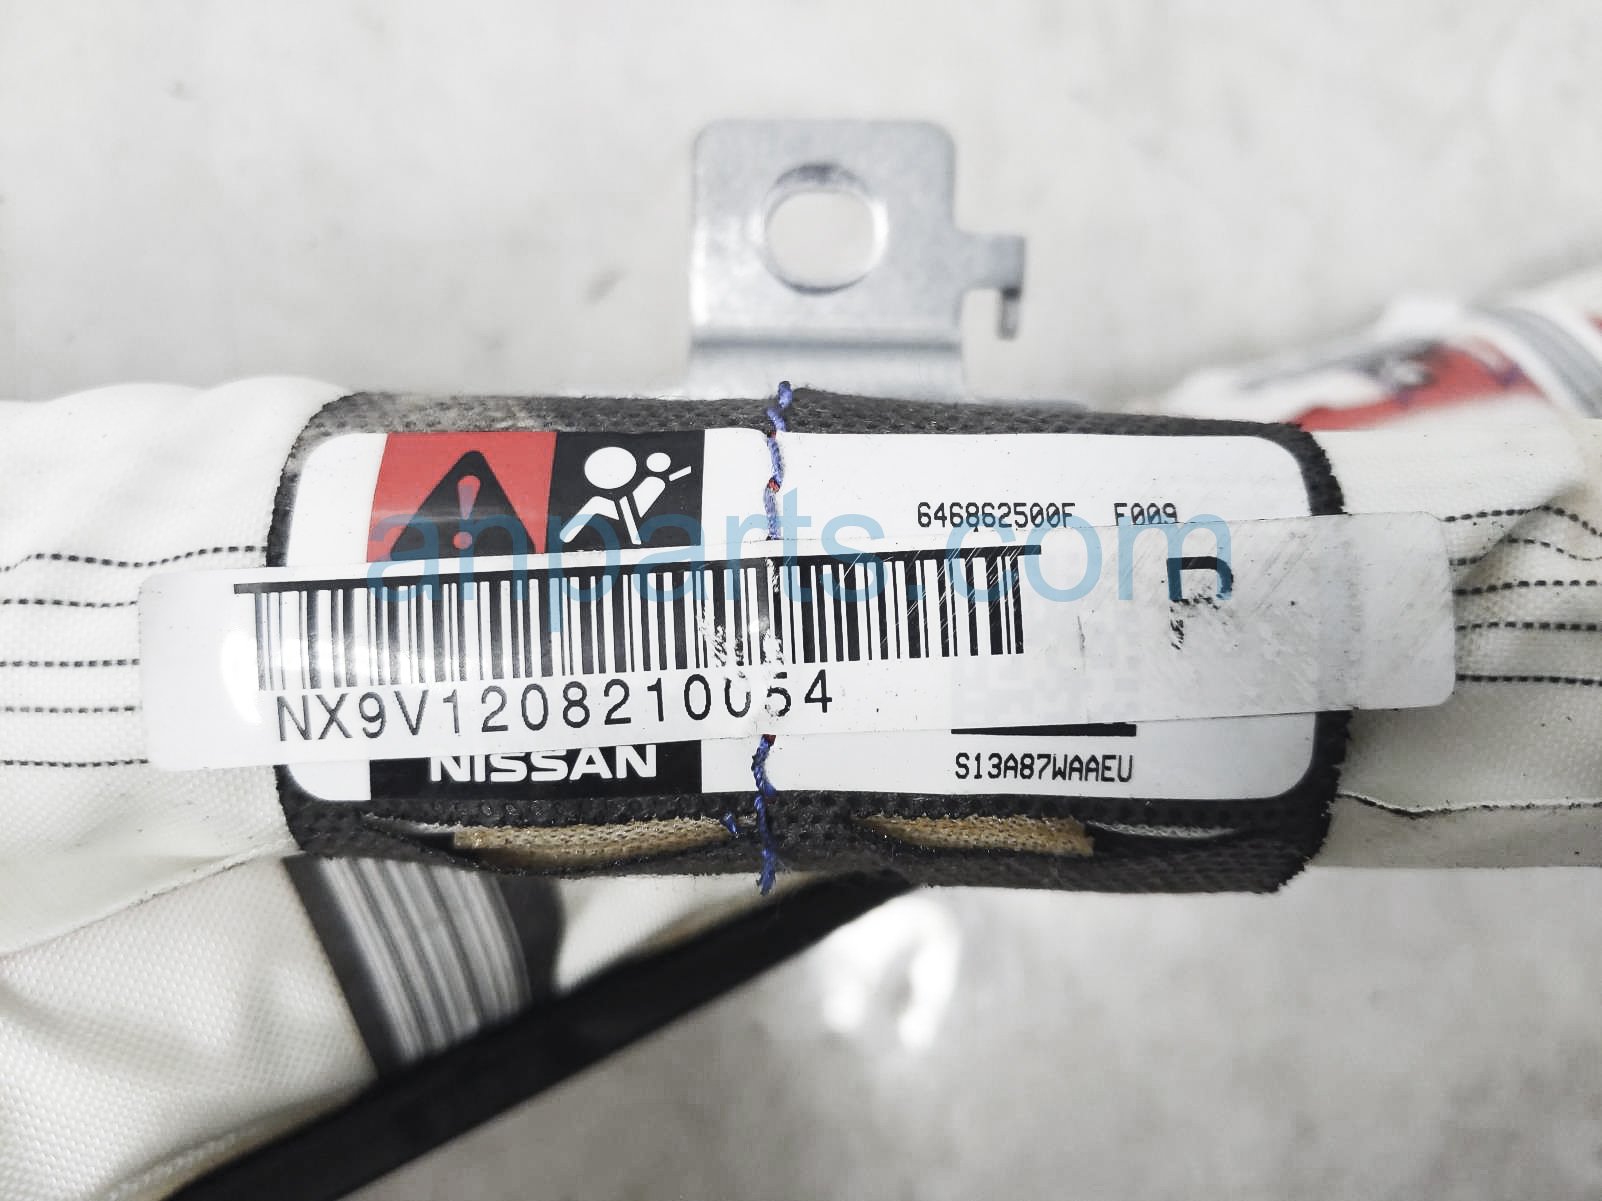 646862500F F009
anparts.com
NX9V1208210054
NISSAN
S13A87WAAEU